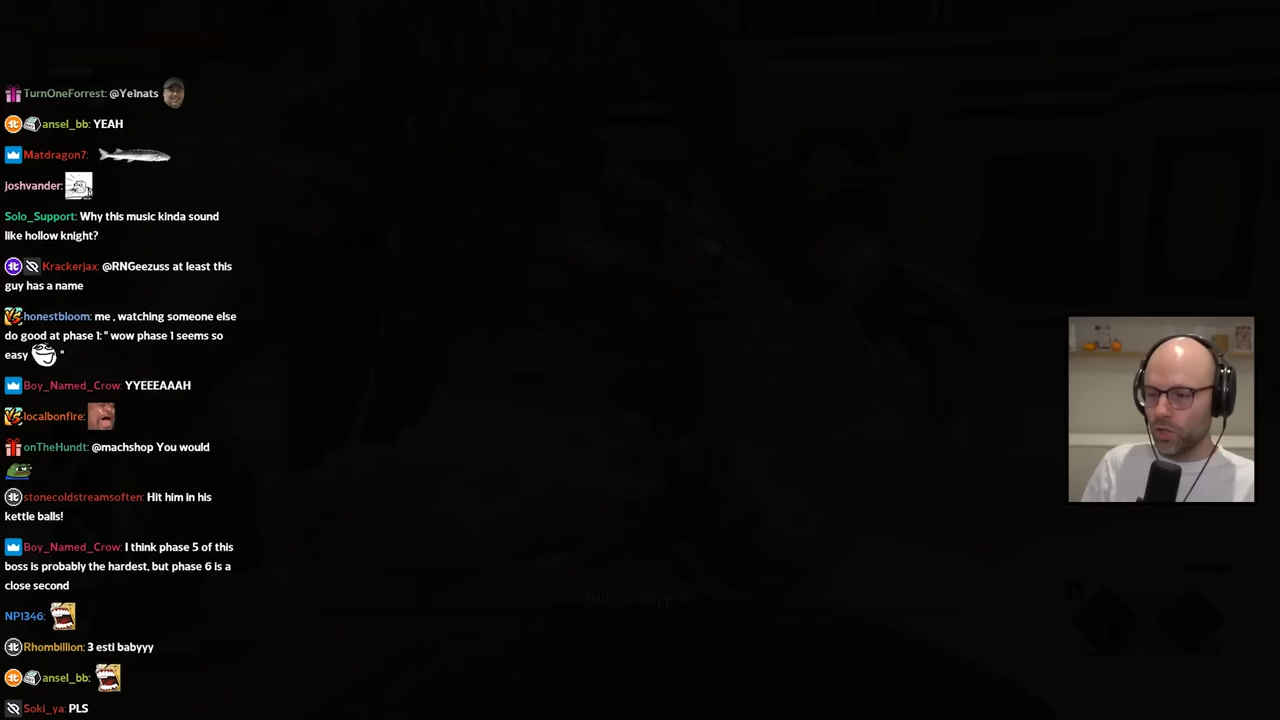 TurnOneForrest: @Yelnats
ansel_bb: YEAH
Matdragon7:
joshvander:
Solo_Support: Why this music kinda sound
like hollow knight?
Krackerjax: @RNGeezuss at least this
guy has a name
honestbloom: me , watching someone else
do good at phase 1: " wow phase 1 seems so
easy "
Boy_Named_Crow: YYEEEAAAH
localbonfire:
onTheHundt: @machshop You would
stonecoldstreamsoften: Hit him in his
kettle balls!
Boy_Named_Crow: I think phase 5 of this
boss is probably the hardest, but phase 6 is a
close second
NP1346:
Rhombillion: 3 esti babyyy
ansel_bb:
Soki_ya: PLS